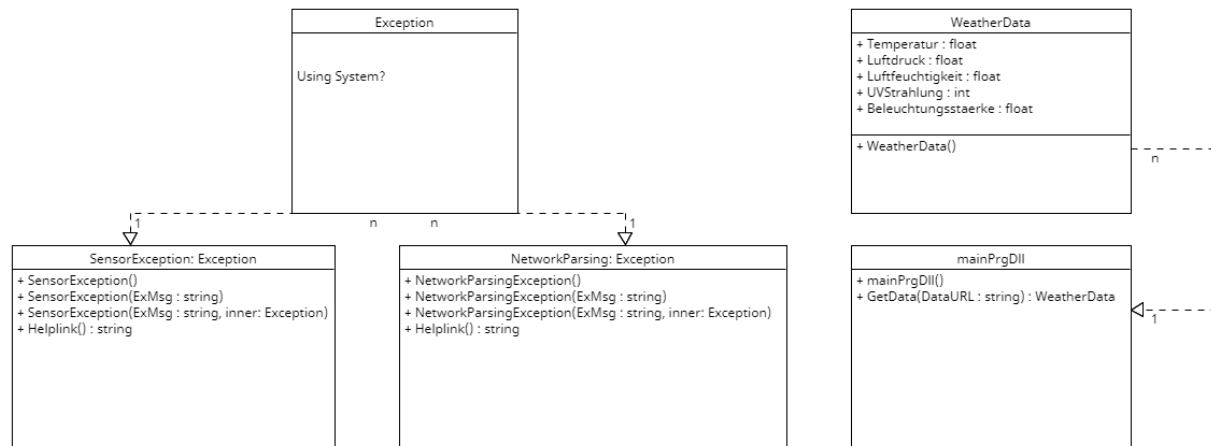 Exception
Using System?
WeatherData
+ Temperatur : float
+ Luftdruck : float
+ Luftfeuchtigkeit : float
+ UVStrahlung : int
+ Beleuchtungsstaerke : float
+ WeatherData()
n
1
n
n
1
SensorException: Exception
+ SensorException()
+ SensorException(ExMsg : string)
+ SensorException(ExMsg : string, inner: Exception)
+ Helplink() : string
NetworkParsing: Exception
+ NetworkParsingException()
+ NetworkParsingException(ExMsg : string)
+ NetworkParsingException(ExMsg : string, inner: Exception)
+ Helplink() : string
mainPrgDll
+ mainPrgDll()
+ GetData(DataURL : string) : WeatherData
1